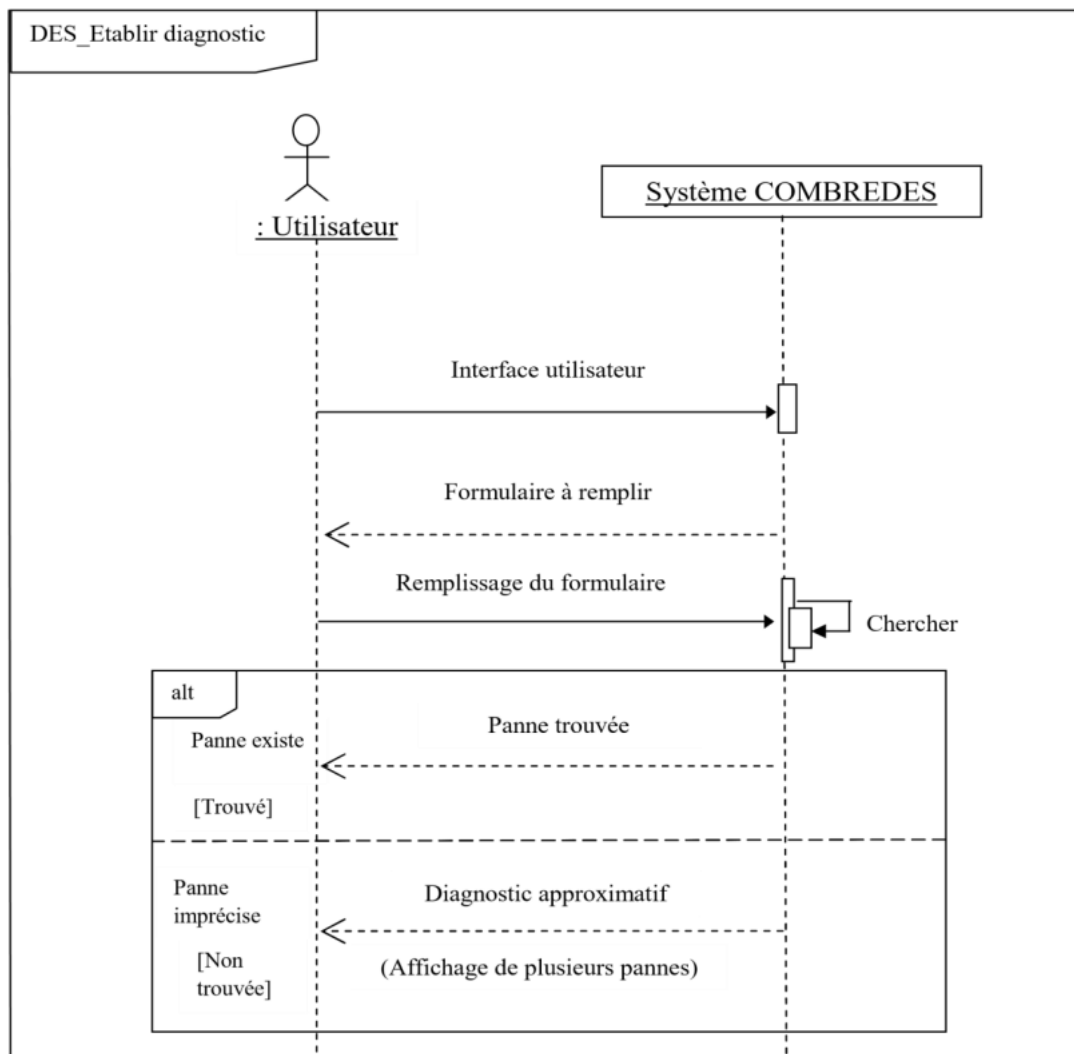 DES_Etablir diagnostic
: Utilisateur
Système COMBREDES
Interface utilisateur
Formulaire à remplir
Remplissage du formulaire
Chercher
alt
Panne existe
Panne trouvée
[Trouvé]
Panne
imprécise
Diagnostic approximatif
[Non
trouvée]
(Affichage de plusieurs pannes)